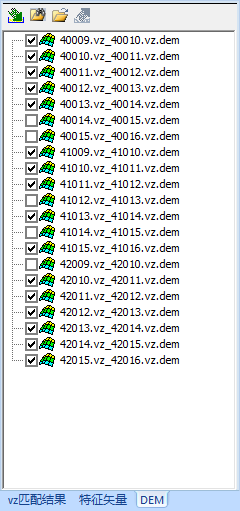 40009.vz_40010.vz.dem
40010.vz_40011.vz.dem
40011.vz_40012.vz.dem
40012.vz_40013.vz.dem
40013.vz_40014.vz.dem
40014.vz_40015.vz.dem
40015.vz_40016.vz.dem
41009.vz_41010.vz.dem
41010.vz_41011.vz.dem
41011.vz_41012.vz.dem
41012.vz_41013.vz.dem
41013.vz_41014.vz.dem
41014.vz_41015.vz.dem
41015.vz_41016.vz.dem
42009.vz_42010.vz.dem
42010.vz_42011.vz.dem
42011.vz_42012.vz.dem
42012.vz_42013.vz.dem
42013.vz_42014.vz.dem
42014.vz_42015.vz.dem
42015.vz_42016.vz.dem
vz匹配结果 特征矢量 DEM